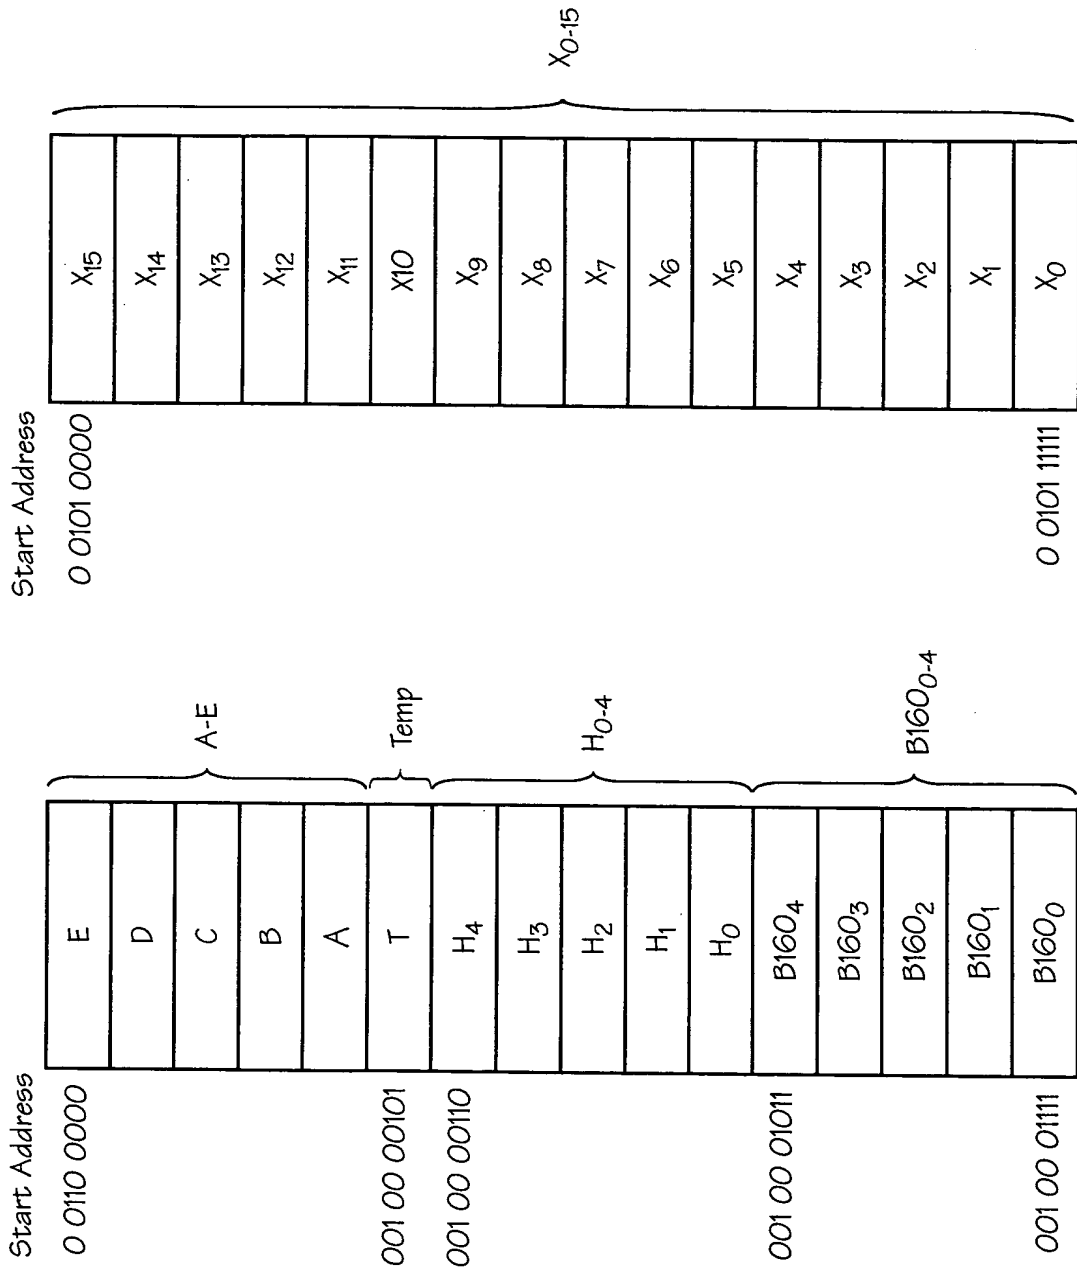 Start Address
0 0110 0000
E
D
C
B
A
A-E
001 00 00101
T
Temp
001 00 00110
H4
H3
H2
H1
H0
H0-4
001 00 01011
B1604
B1603
B1602
B1601
001 00 01111
B1600
B1600-4
Start Address
0 0101 0000
X15
X14
X13
X12
X11
X10
X9
X8
X7
X6
X5
X4
X3
X2
X1
0 0101 11111
X0
X0-15